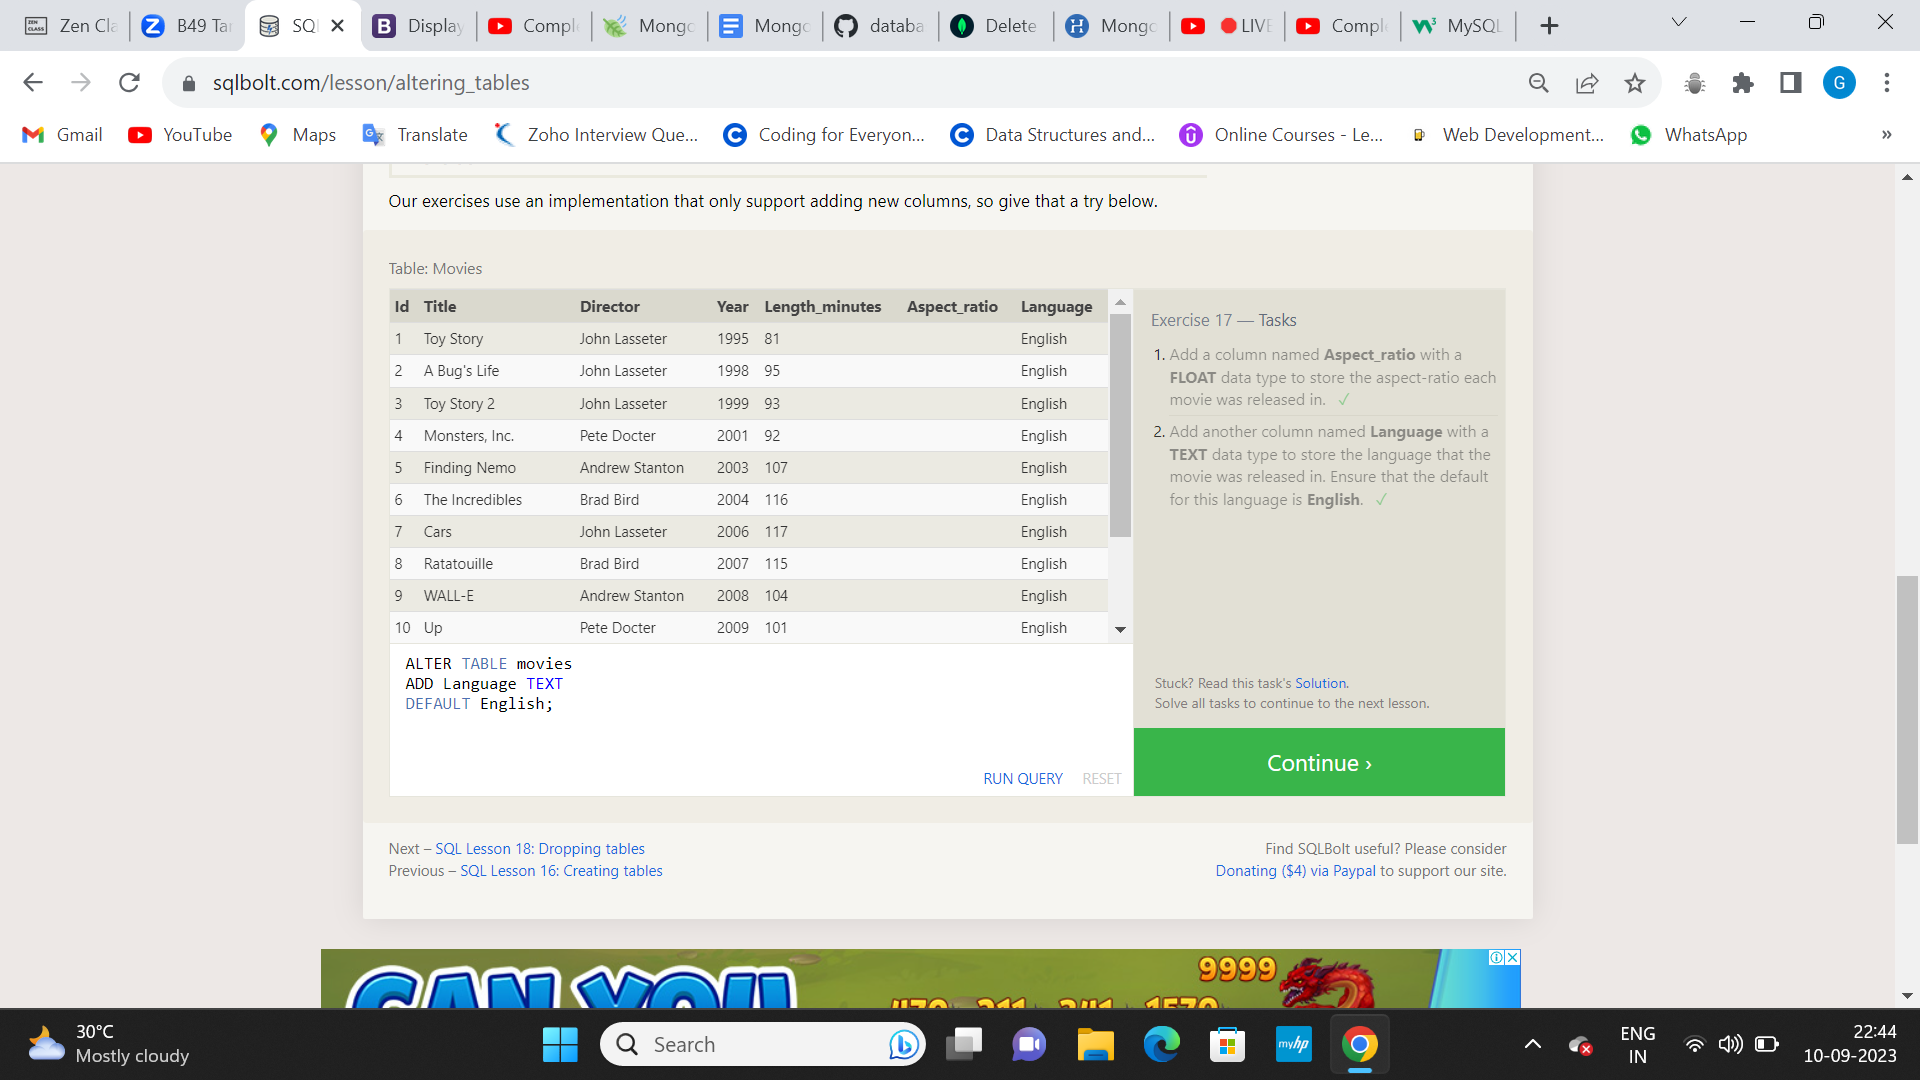 Zen Cla
B49 Tar
SQ
Display
Compl
Mongo
Mongo
databa
Delete
Mongo
LIVE
Compl
MySQL
sqlbolt.com/lesson/altering_tables
G
Gmail
YouTube
Maps
Translate
Zoho Interview Que...
Coding for Everyon...
Data Structures and...
Online Courses - Le...
Web Development...
WhatsApp
»
Our exercises use an implementation that only support adding new columns, so give that a try below.
Table: Movies
Id Title Director Year Length_minutes Aspect_ratio Language
1 Toy Story John Lasseter 1995 81 English
2 A Bug's Life John Lasseter 1998 95 English
3 Toy Story 2 John Lasseter 1999 93 English
4 Monsters, Inc. Pete Docter 2001 92 English
5 Finding Nemo Andrew Stanton 2003 107 English
6 The Incredibles Brad Bird 2004 116 English
7 Cars John Lasseter 2006 117 English
8 Ratatouille Brad Bird 2007 115 English
9 WALL-E Andrew Stanton 2008 104 English
10 Up Pete Docter 2009 101 English
ALTER TABLE movies
ADD Language TEXT
DEFAULT English;
RUN QUERY RESET
Exercise 17 — Tasks
1. Add a column named Aspect_ratio with a
FLOAT data type to store the aspect-ratio each
movie was released in. ✓
2. Add another column named Language with a
TEXT data type to store the language that the
movie was released in. Ensure that the default
for this language is English. ✓
Stuck? Read this task's Solution.
Solve all tasks to continue to the next lesson.
Continue ›
Next – SQL Lesson 18: Dropping tables
Previous – SQL Lesson 16: Creating tables
Find SQLBolt useful? Please consider
Donating ($4) via Paypal to support our site.
CAN YOU
9999
30°C
Mostly cloudy
Search
myhp
ENG
IN
22:44
10-09-2023